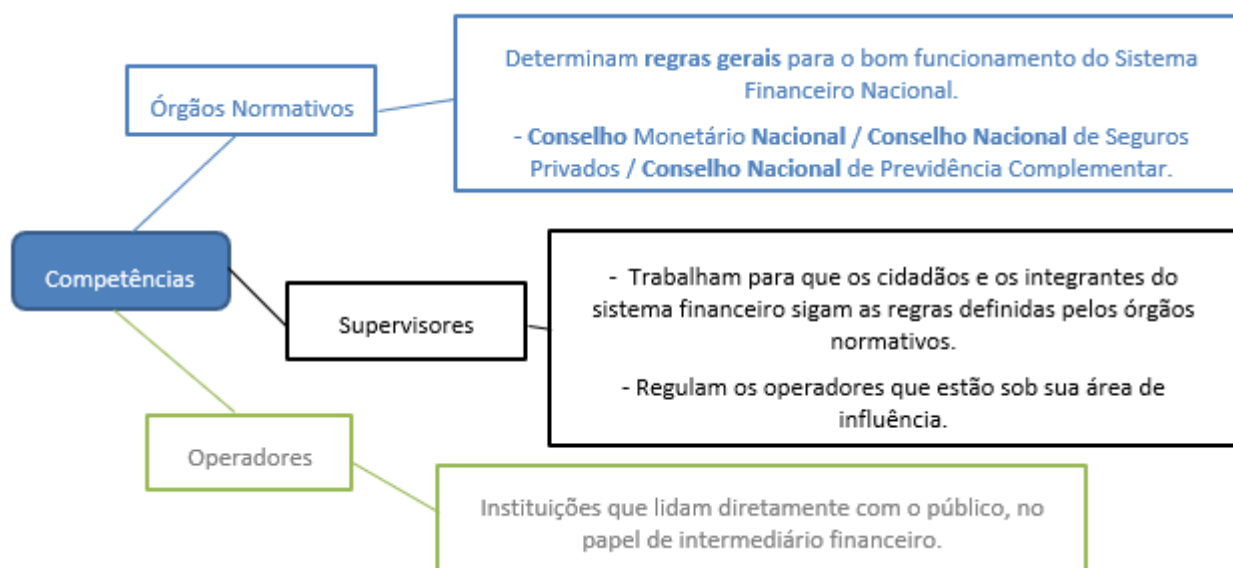 Determinam regras gerais para o bom funcionamento do Sistema
Financeiro Nacional.
- Conselho Monetário Nacional / Conselho Nacional de Seguros
Privados / Conselho Nacional de Previdência Complementar.
Órgãos Normativos
Competências
Supervisores
- Trabalham para que os cidadãos e os integrantes do
sistema financeiro sigam as regras definidas pelos órgãos
normativos.
- Regulam os operadores que estão sob sua área de
influência.
Operadores
Instituições que lidam diretamente com o público, no
papel de intermediário financeiro.